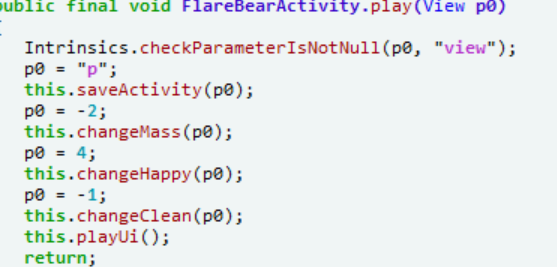 public final void FlareBearActivity.play(View p0)
{
Intrinsics.checkParameterIsNotNull(p0, "view");
p0 = "p";
this.saveActivity(p0);
p0 = -2;
this.changeMass(p0);
p0 = 4;
this.changeHappy(p0);
p0 = -1;
this.changeClean(p0);
this.playUi();
return;